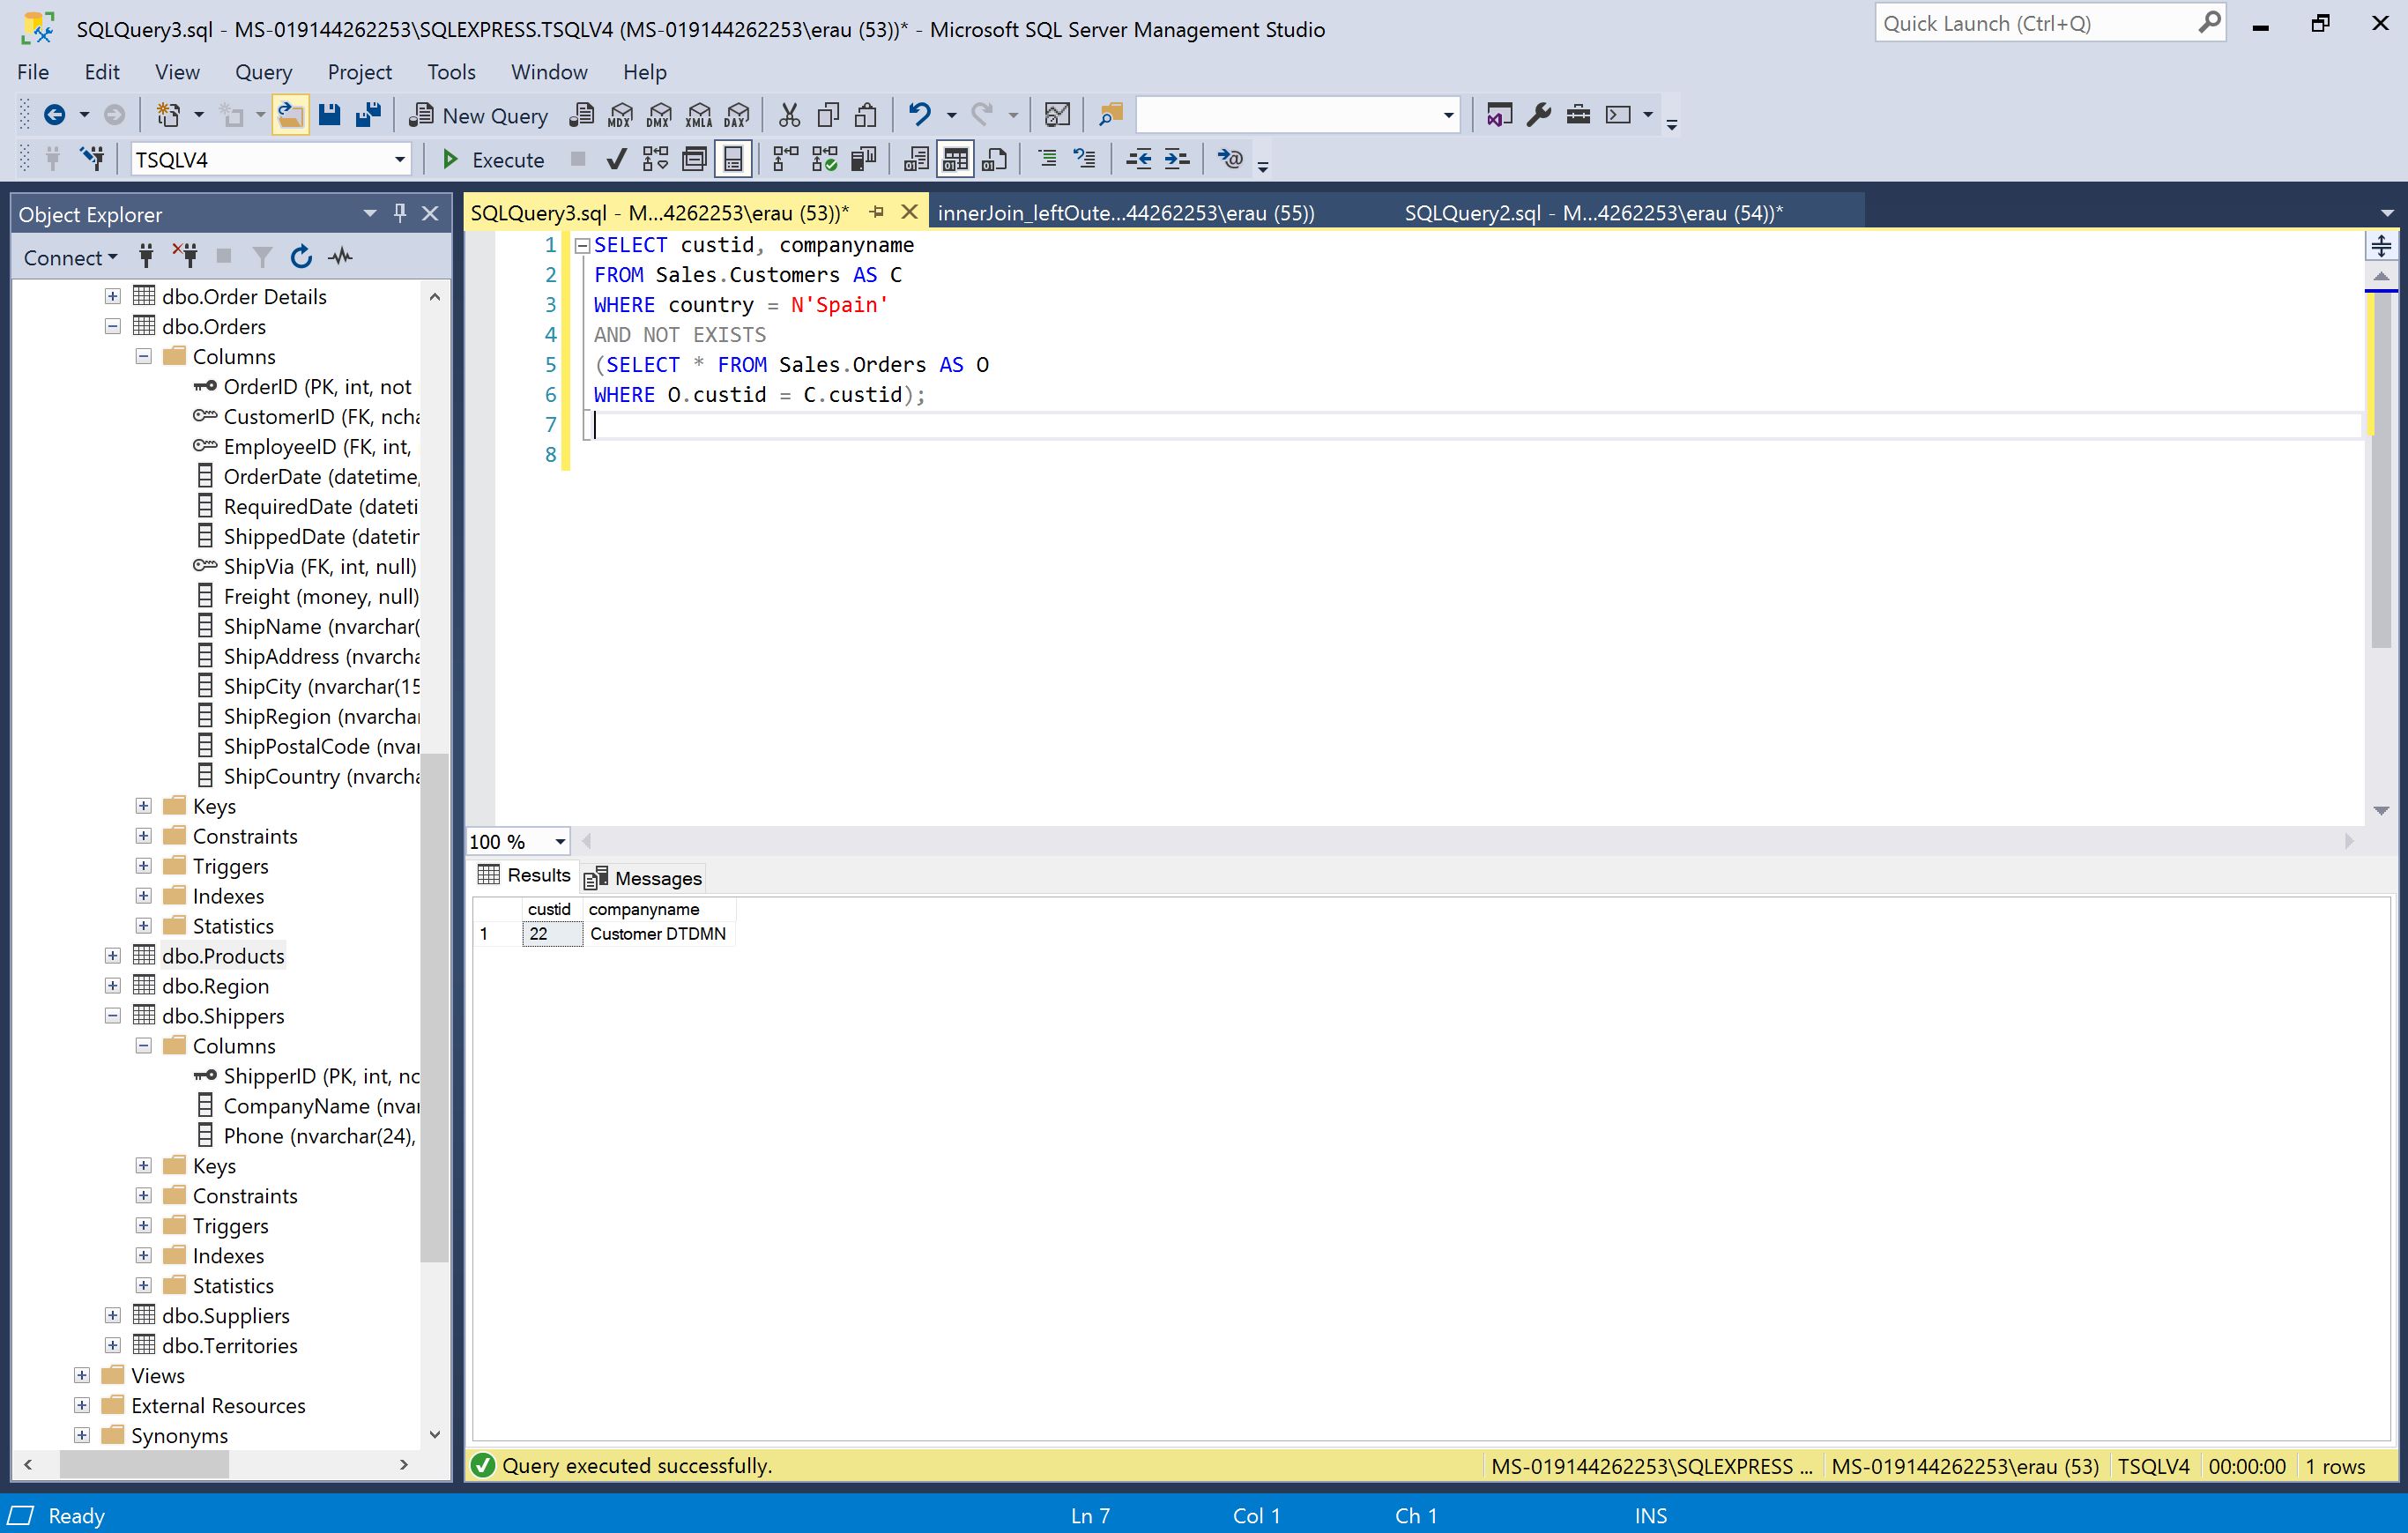 SQLQuery3.sql - MS-019144262253\SQLEXPRESS.TSQLV4 (MS-019144262253\erau (53))* - Microsoft SQL Server Management Studio
Quick Launch (Ctrl+Q)
File Edit View Query Project Tools Window Help
New Query MDX DMX XMLA DAX
TSQLV4 Execute
Object Explorer
Connect
dbo.Order Details
dbo.Orders
Columns
OrderID (PK, int, not
CustomerID (FK, ncha
EmployeeID (FK, int,
OrderDate (datetime,
RequiredDate (dateti
ShippedDate (datetim
ShipVia (FK, int, null)
Freight (money, null)
ShipName (nvarchar(
ShipAddress (nvarcha
ShipCity (nvarchar(15
ShipRegion (nvarchar
ShipPostalCode (nvar
ShipCountry (nvarcha
Keys
Constraints
Triggers
Indexes
Statistics
dbo.Products
dbo.Region
dbo.Shippers
Columns
ShipperID (PK, int, no
CompanyName (nvar
Phone (nvarchar(24),
Keys
Constraints
Triggers
Indexes
Statistics
dbo.Suppliers
dbo.Territories
Views
External Resources
Synonyms
SQLQuery3.sql - M...4262253\erau (53))* innerJoin_leftOute...44262253\erau (55)) SQLQuery2.sql - M...4262253\erau (54))*
1 SELECT custid, companyname
2 FROM Sales.Customers AS C
3 WHERE country = N'Spain'
4 AND NOT EXISTS
5 (SELECT * FROM Sales.Orders AS O
6 WHERE O.custid = C.custid);
7
8
100 %
Results Messages
custid companyname
1 22 Customer DTDMN
Query executed successfully. MS-019144262253\SQLEXPRESS ... MS-019144262253\erau (53) TSQLV4 00:00:00 1 rows
Ready Ln 7 Col 1 Ch 1 INS